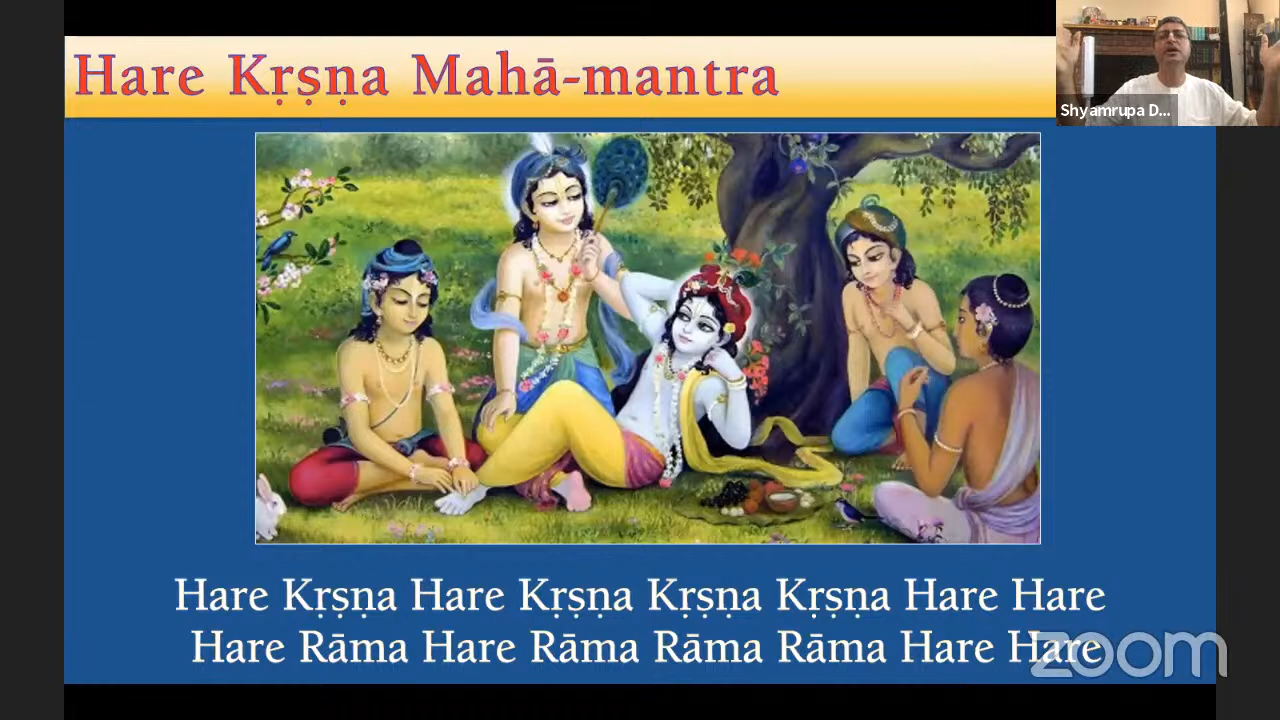 Hare Kṛṣṇa Mahā-mantra
Shyamrupa D...
Hare Kṛṣṇa Hare Kṛṣṇa Kṛṣṇa Kṛṣṇa Hare Hare
Hare Rāma Hare Rāma Rāma Rāma Hare Hare
zoom